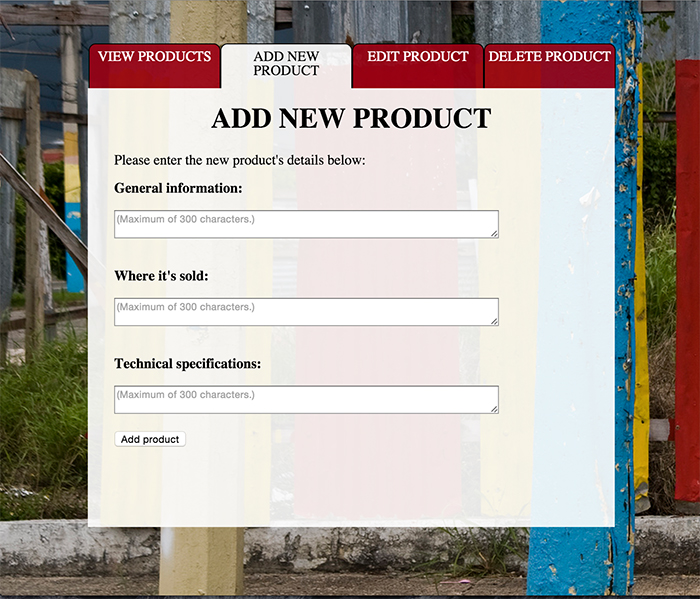 VIEW PRODUCTS
ADD NEW
PRODUCT
EDIT PRODUCT
DELETE PRODUCT
ADD NEW PRODUCT
Please enter the new product's details below:
General information:
(Maximum of 300 characters.)
Where it's sold:
(Maximum of 300 characters.)
Technical specifications:
(Maximum of 300 characters.)
Add product